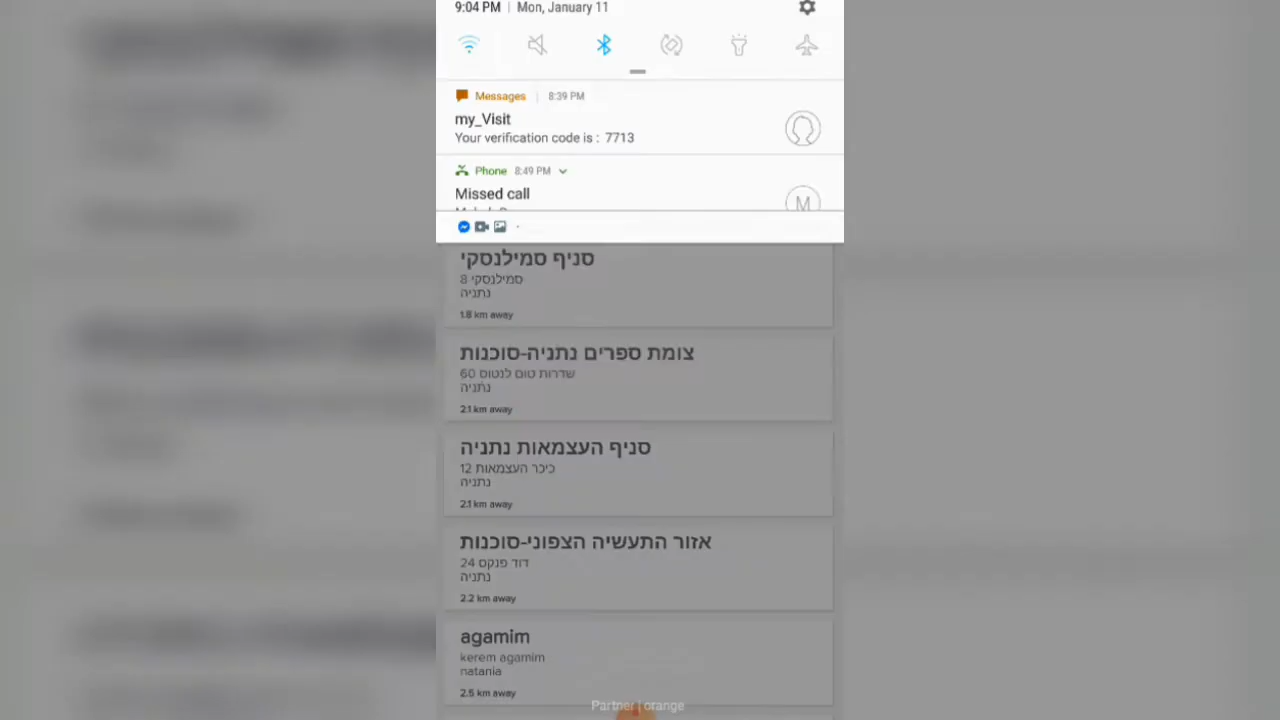 9:04 PM | Mon, January 11
Messages | 8:39 PM
my_Visit
Your verification code is : 7713
Phone 8:49 PM
Missed call
M
סניף סמילנסקי
סמילנסקי 8
נתניה
1.8 km away
צומת ספרים נתניה-סוכנות
שדרות טום לנטוס 60
נתניה
2.1 km away
סניף העצמאות נתניה
כיכר העצמאות 12
נתניה
2.1 km away
אזור התעשיה הצפוני-סוכנות
דוד פנקס 24
נתניה
2.2 km away
agamim
kerem agamim
natania
2.5 km away
Partner | orange